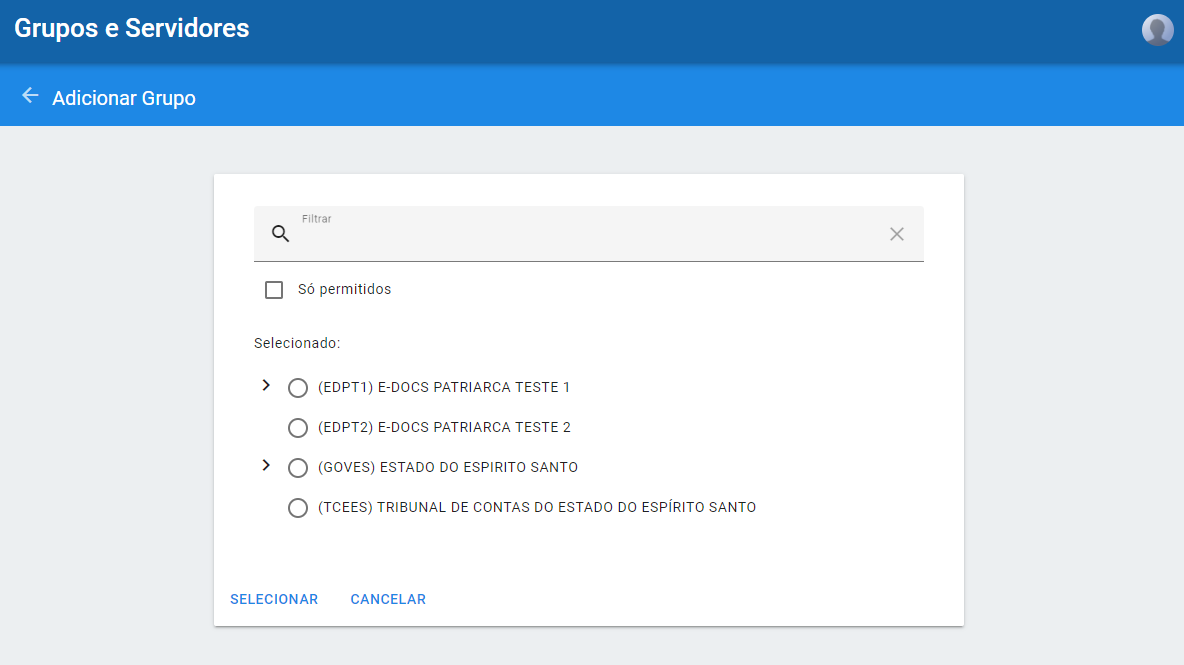 Grupos e Servidores
Adicionar Grupo
Filtrar
Só permitidos
Selecionado:
(EDPT1) E-DOCS PATRIARCA TESTE 1
(EDPT2) E-DOCS PATRIARCA TESTE 2
(GOVES) ESTADO DO ESPIRITO SANTO
(TCEES) TRIBUNAL DE CONTAS DO ESTADO DO ESPÍRITO SANTO
SELECIONAR CANCELAR